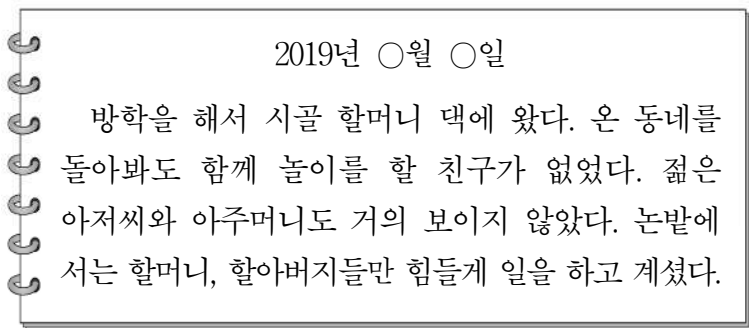 2019년 ○월 ○일
방학을 해서 시골 할머니 댁에 왔다. 온 동네를
돌아봐도 함께 놀이를 할 친구가 없었다. 젊은
아저씨와 아주머니도 거의 보이지 않았다. 논밭에
서는 할머니, 할아버지들만 힘들게 일을 하고 계셨다.